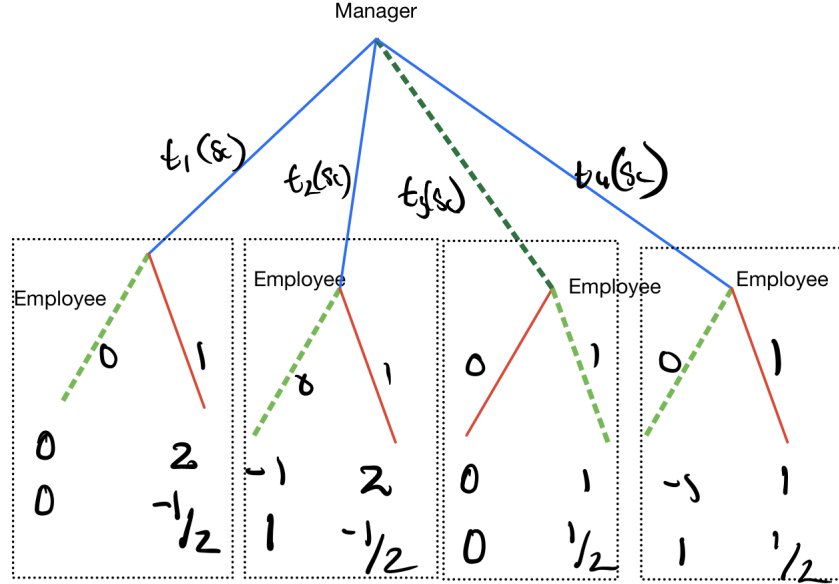 Manager
t₁(sc)
t₂(sc)
t₃(sc)
t₄(sc)
Employee
Employee
Employee
Employee
0 1
0 1
0 1
0 1
0 2
0 -1/2
-1 2
1 -1/2
0 1
0 1/2
1
1 1/2